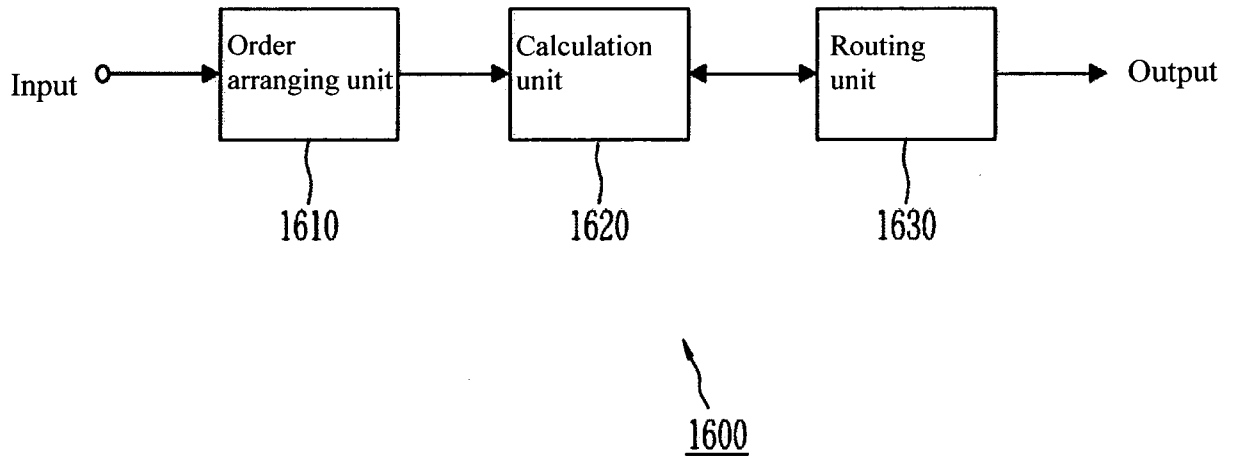 Input
Order
arranging unit
Calculation
unit
Routing
unit
Output
1610
1620
1630
1600